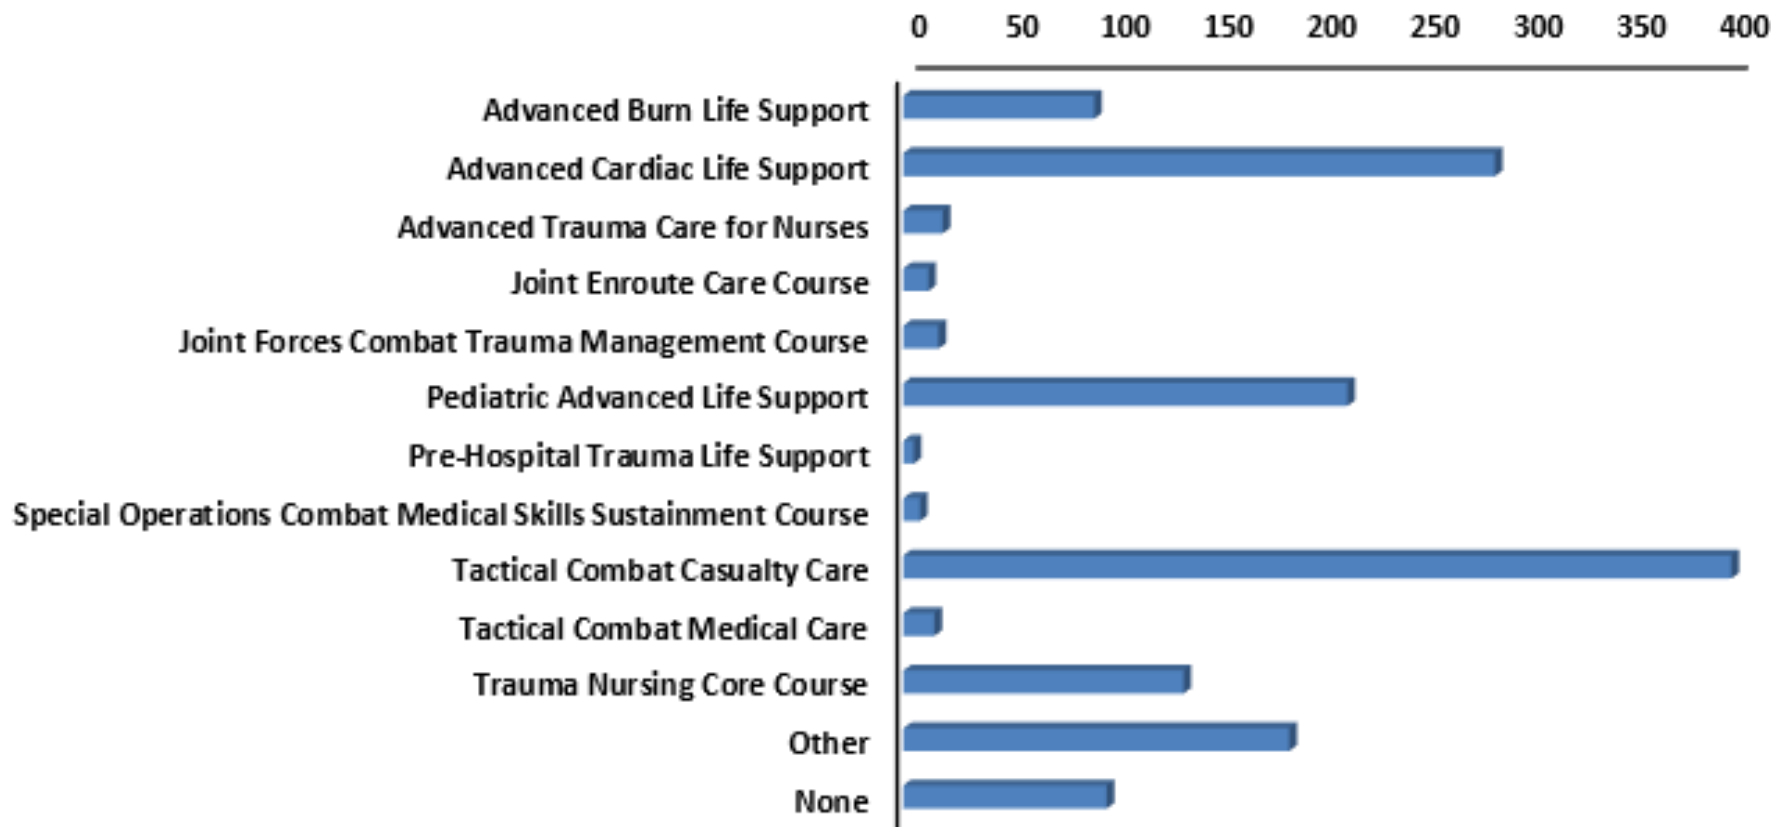 0 50 100 150 200 250 300 350 400
Advanced Burn Life Support
Advanced Cardiac Life Support
Advanced Trauma Care for Nurses
Joint Enroute Care Course
Joint Forces Combat Trauma Management Course
Pediatric Advanced Life Support
Pre-Hospital Trauma Life Support
Special Operations Combat Medical Skills Sustainment Course
Tactical Combat Casualty Care
Tactical Combat Medical Care
Trauma Nursing Core Course
Other
None